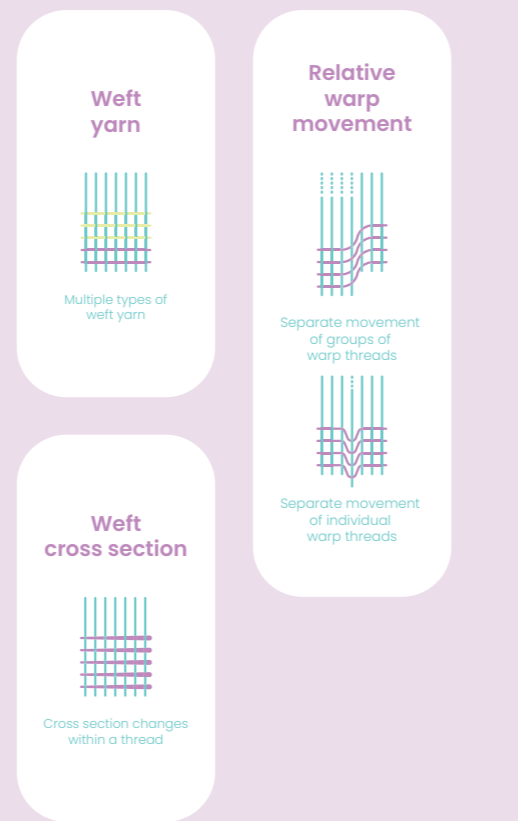 Weft
yarn
Multiple types of
weft yarn
Weft
cross section
Cross section changes
within a thread
Relative
warp
movement
Separate movement
of groups of
warp threads
Separate movement
of individual
warp threads